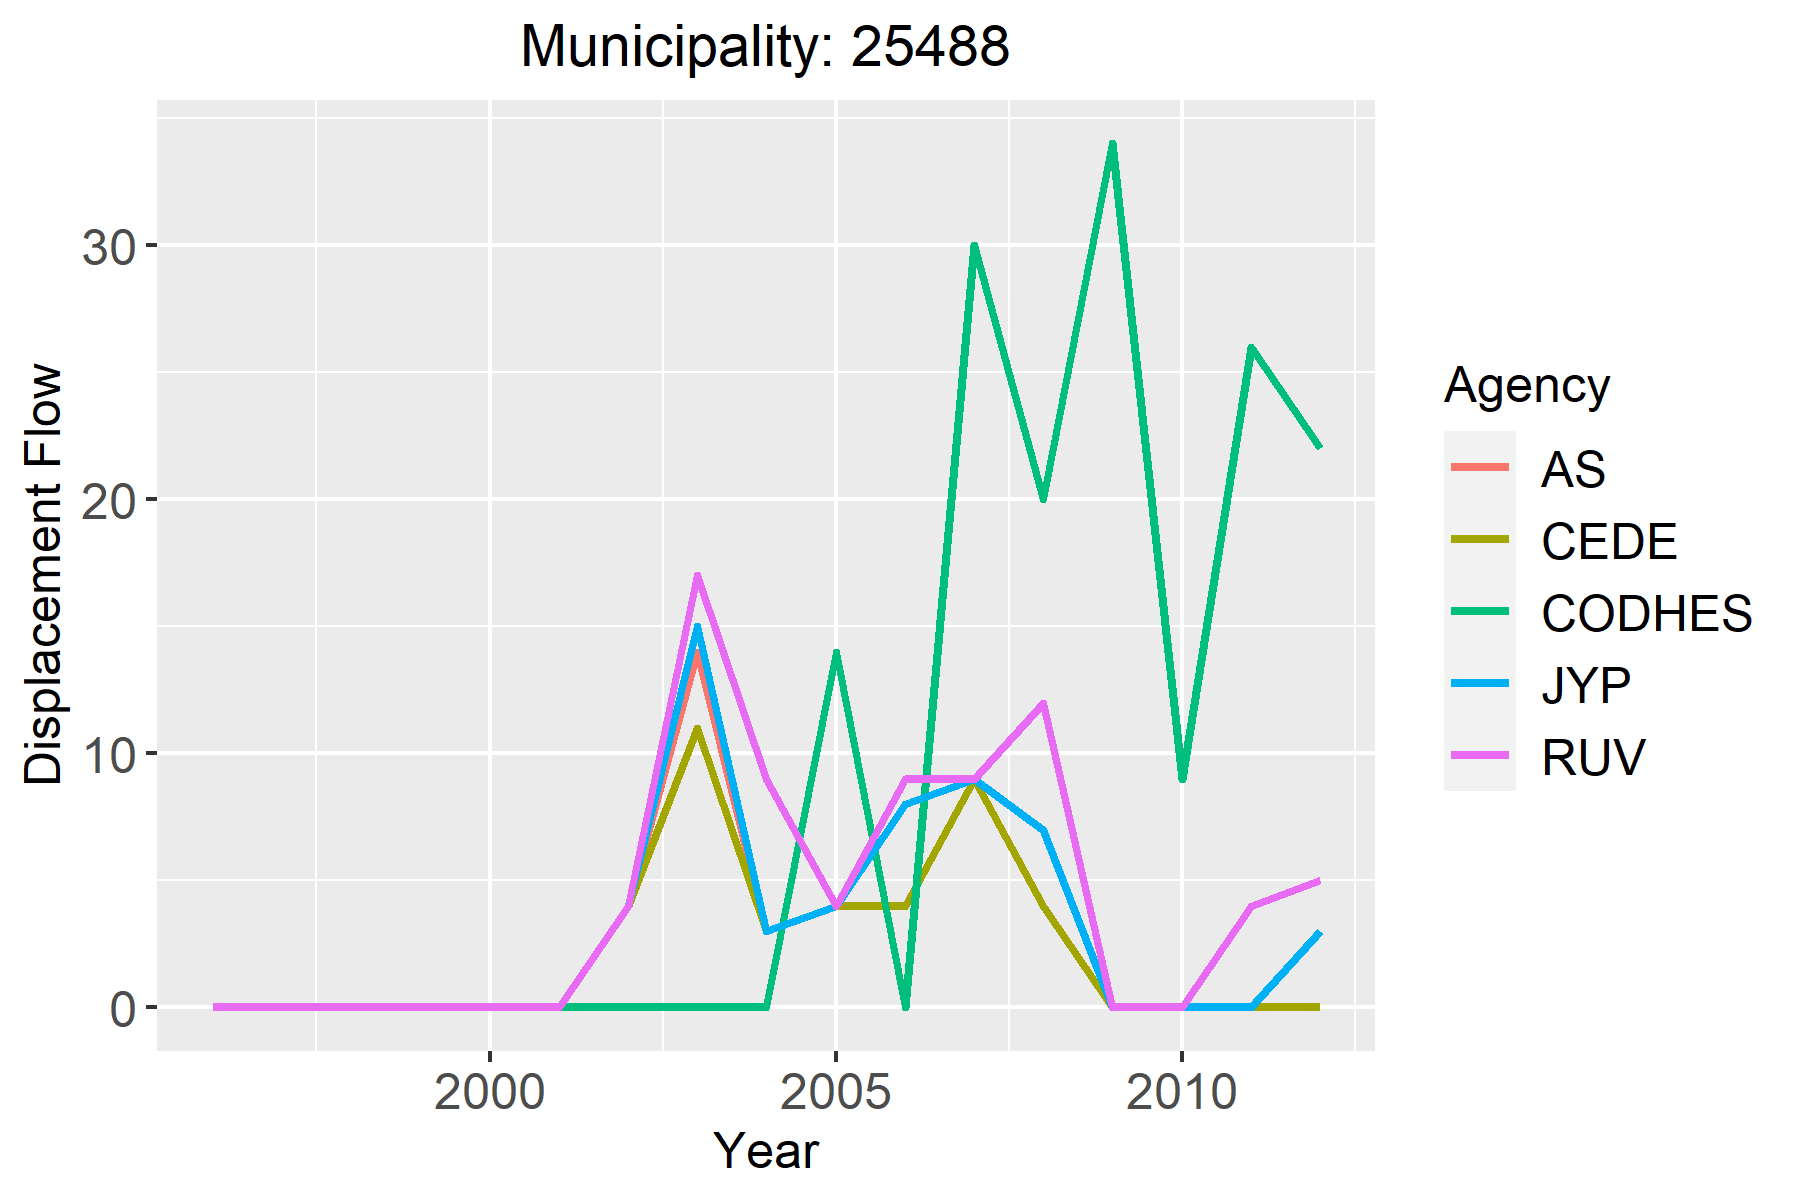 Municipality: 25488
Displacement Flow
30
20
10
0
2000 2005 2010
Year
Agency
AS
CEDE
CODHES
JYP
RUV